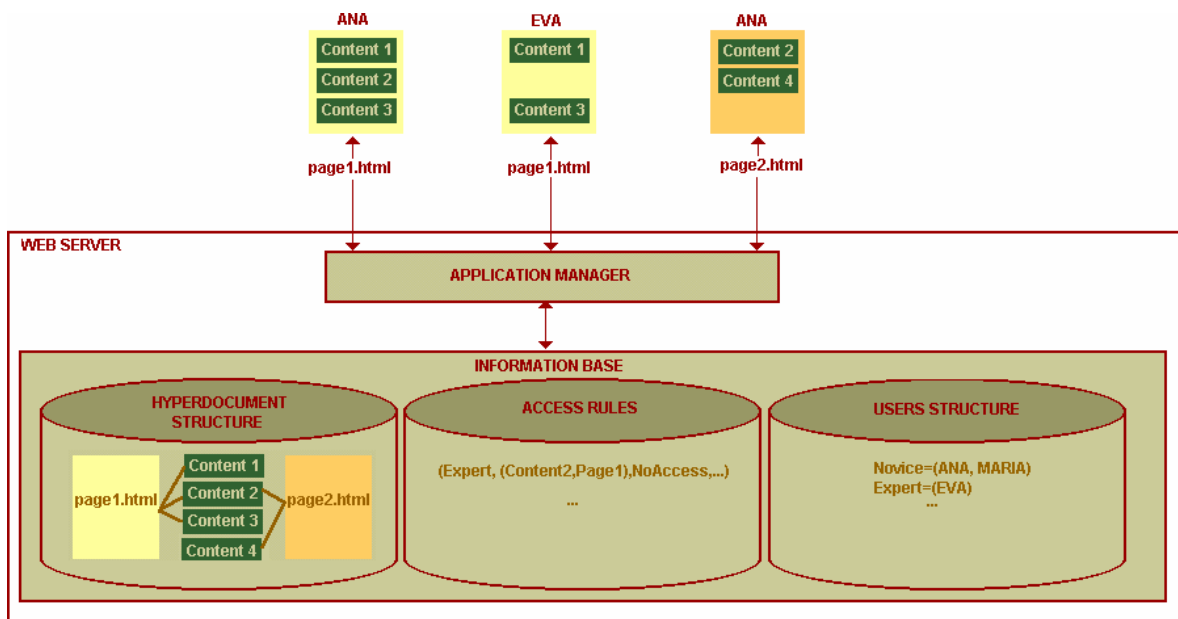 ANA
EVA
ANA
Content 1
Content 2
Content 3
Content 1
Content 3
Content 2
Content 4
page1.html
page1.html
page2.html
WEB SERVER
APPLICATION MANAGER
INFORMATION BASE
HYPERDOCUMENT
STRUCTURE
page1.html
Content 1
Content 2
Content 3
Content 4
page2.html
ACCESS RULES
(Expert, (Content2,Page1),NoAccess,...)
...
USERS STRUCTURE
Novice=(ANA, MARIA)
Expert=(EVA)
...